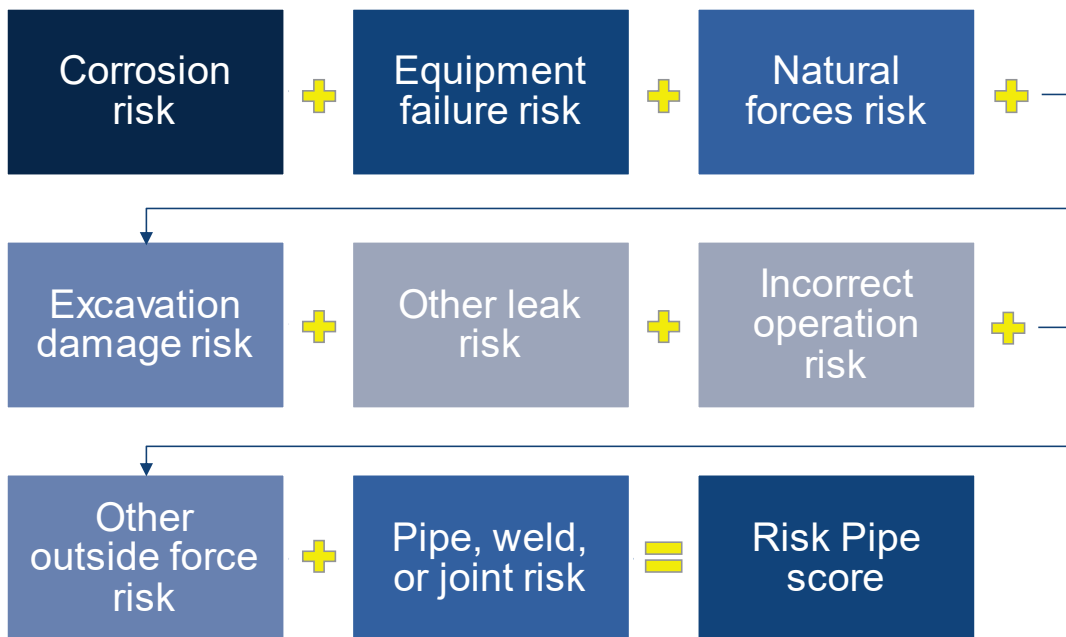 Corrosion
risk
Equipment
failure risk
Natural
forces risk
Excavation
damage risk
Other leak
risk
Incorrect
operation
risk
Other
outside force
risk
Pipe, weld,
or joint risk
Risk Pipe
score